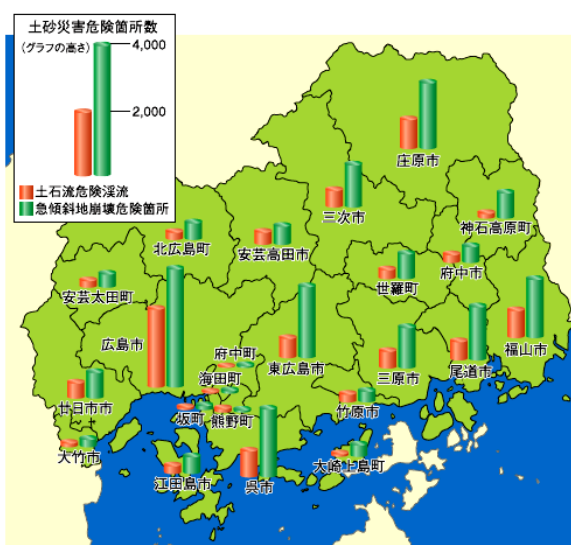 土砂災害危険箇所数
(グラフの高さ)
4,000
2,000
土石流危険渓流
急傾斜地崩壊危険箇所
庄原市
三次市
神石高原町
北広島町
安芸高田市
府中市
世羅町
安芸太田町
広島市
府中町
福山市
海田町
東広島市
三原市
尾道市
廿日市市
坂町
熊野町
竹原市
大竹市
江田島市
呉市
大崎上島町